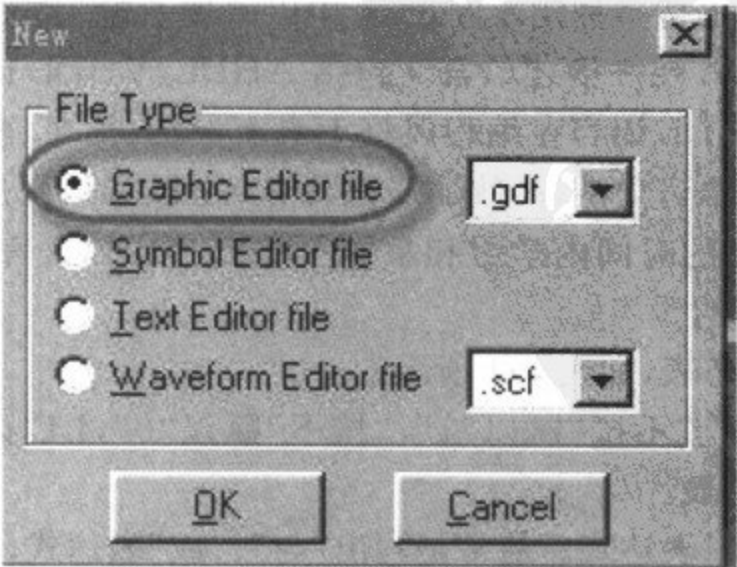 New
File Type
Graphic Editor file .gdf
Symbol Editor file
Text Editor file
Waveform Editor file .scf
OK Cancel